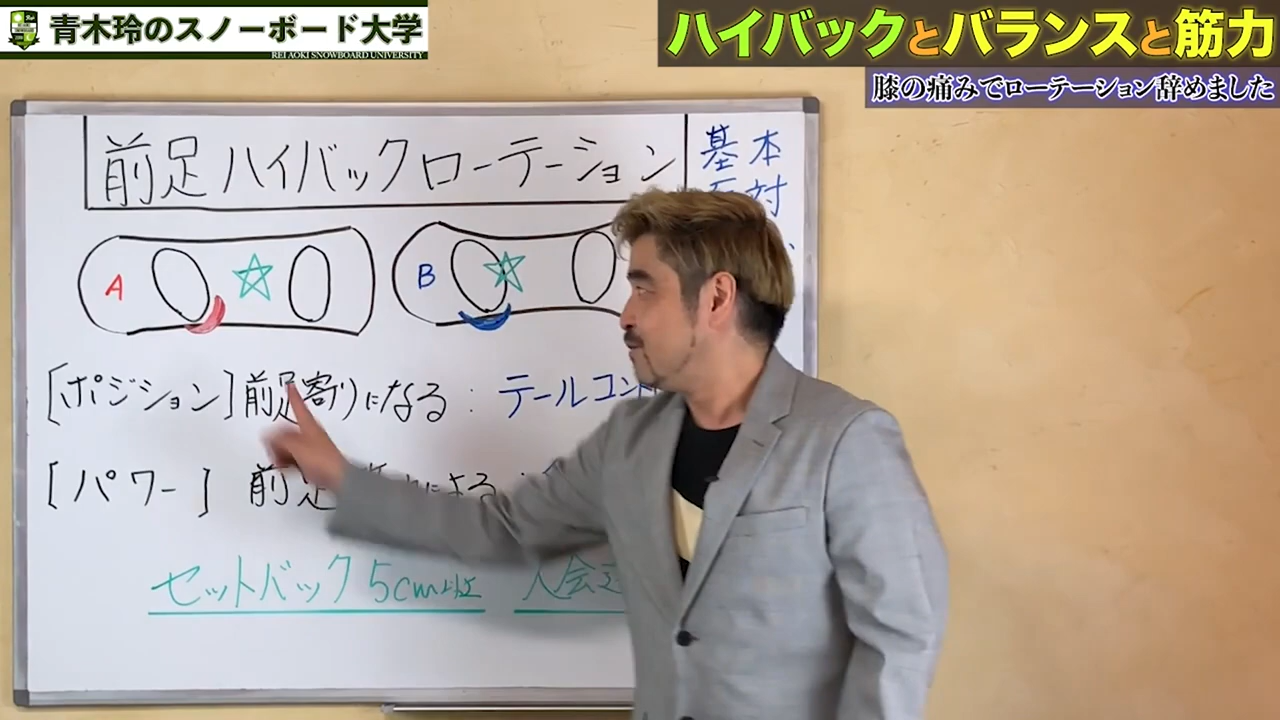 青木玲のスノーボード大学
REI AOKI SNOWBOARD UNIVERSITY
ハイバックとバランスと筋力
膝の痛みでローテーション辞めました
前足ハイバックローテーション
基本
対
A
B
[ポジション]前足寄りになる:テールコント
[パワー] 前足
セットバック5cm以上